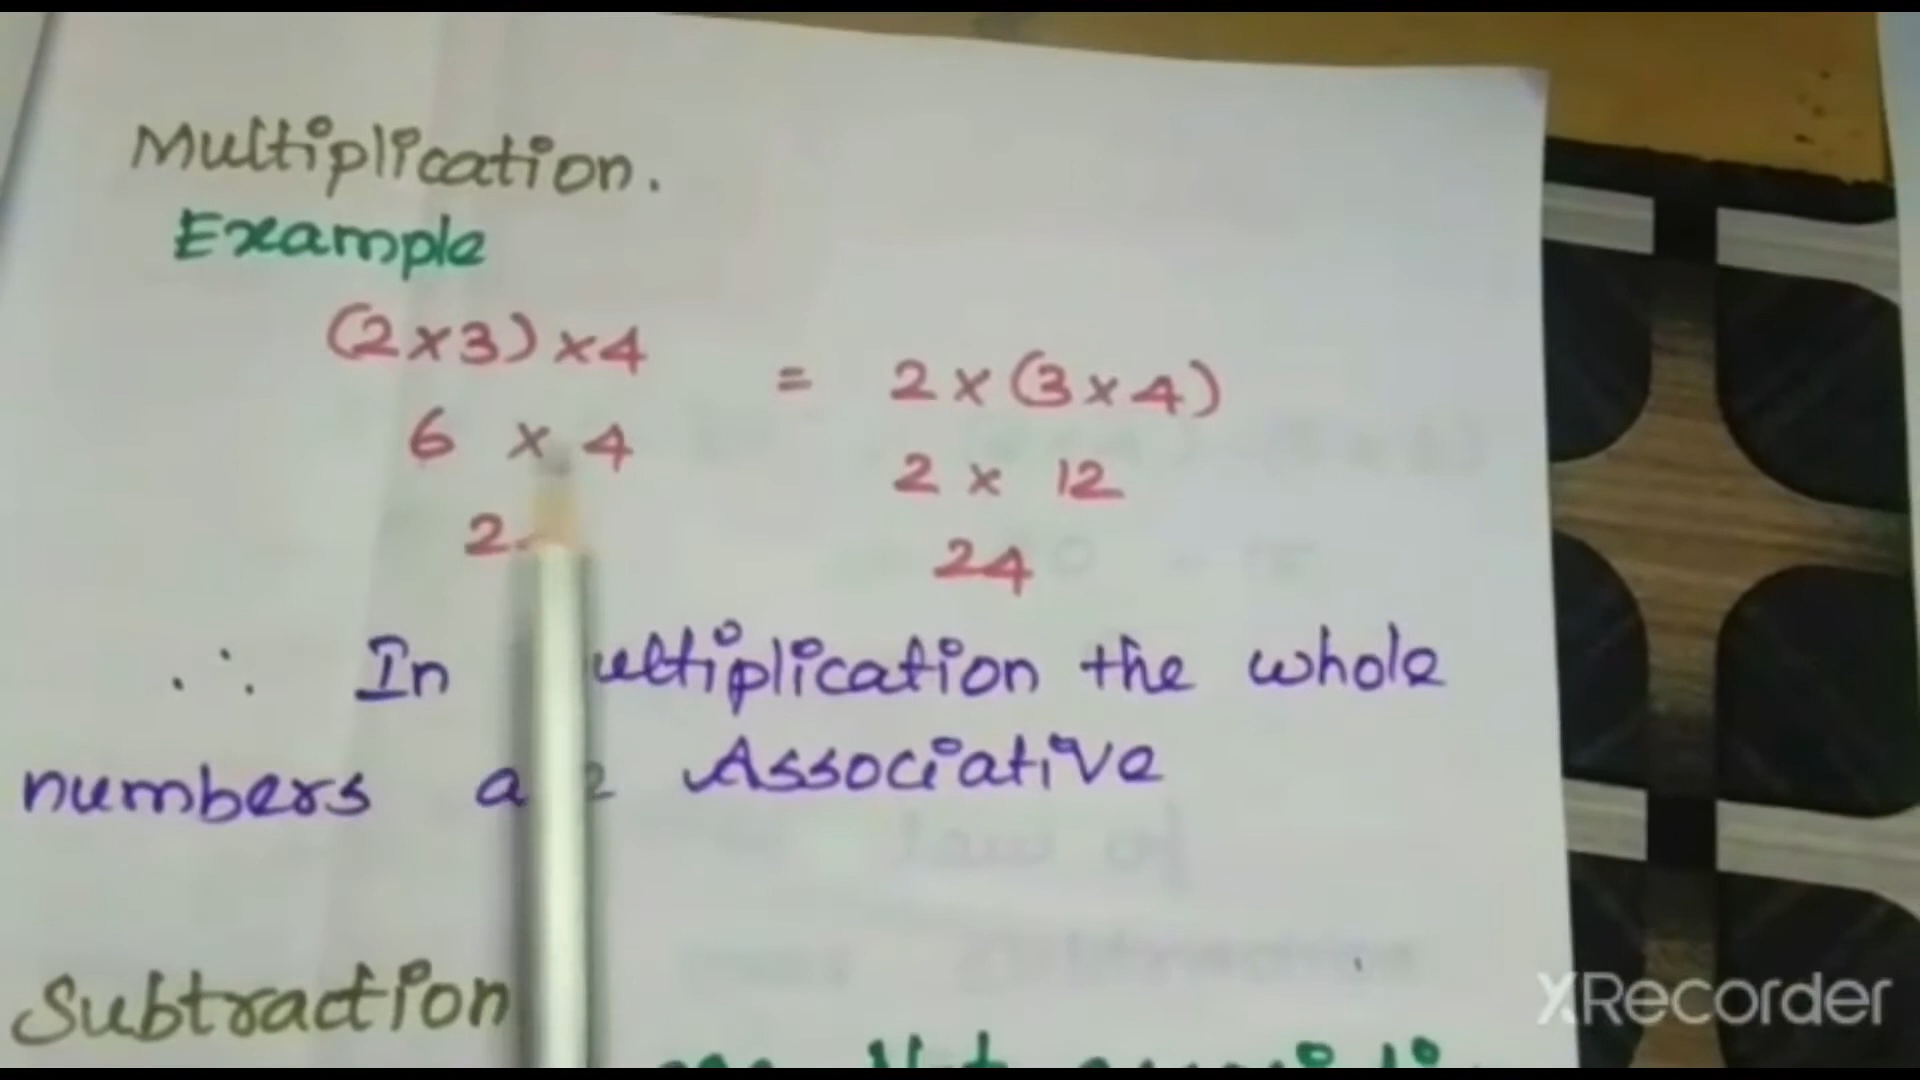 Multiplication.
Example
(2×3)×4 = 2×(3×4)
6 × 4 2 × 12
2 24
∴ In the whole
numbers Associative
Subtraction
XRecorder